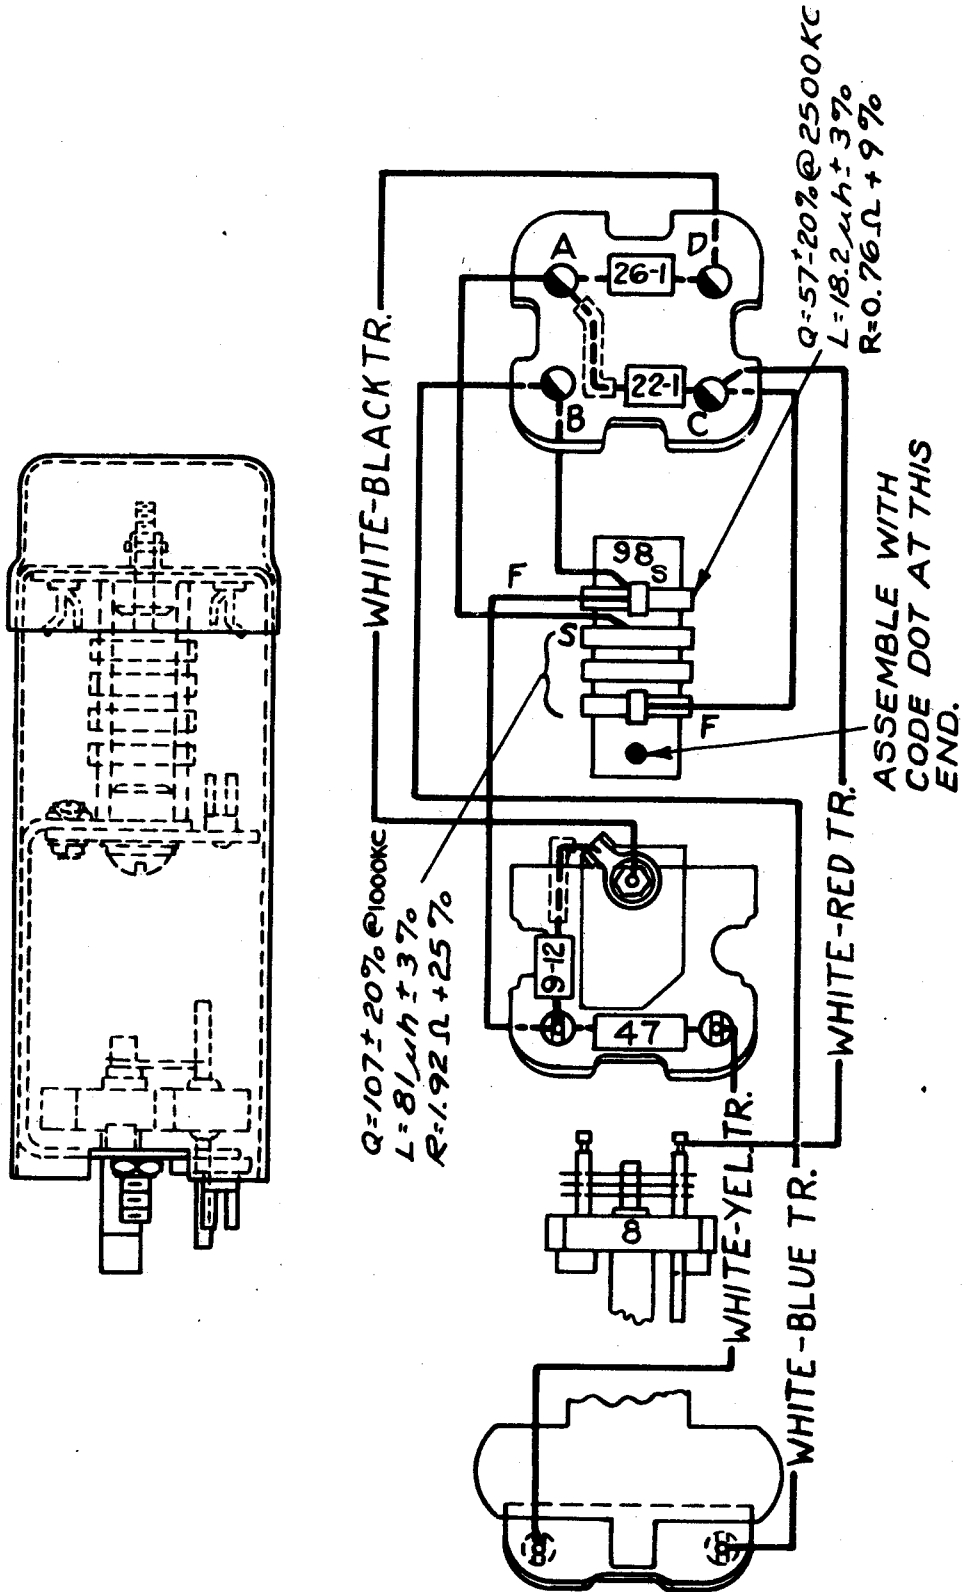 WHITE-BLACK TR.
A
B
C
D
26-1
22-1
Q=57±20%@2500KC
L=18.2µh±3%
R=0.76Ω+9%
98
S
F
S
F
ASSEMBLE WITH
CODE DOT AT THIS
END.
Q=107±20%@1000KC
L=81µh±3%
R=1.92Ω+25%
9-12
47
WHITE-RED TR.
8
WHITE-YEL. TR.
WHITE-BLUE TR.